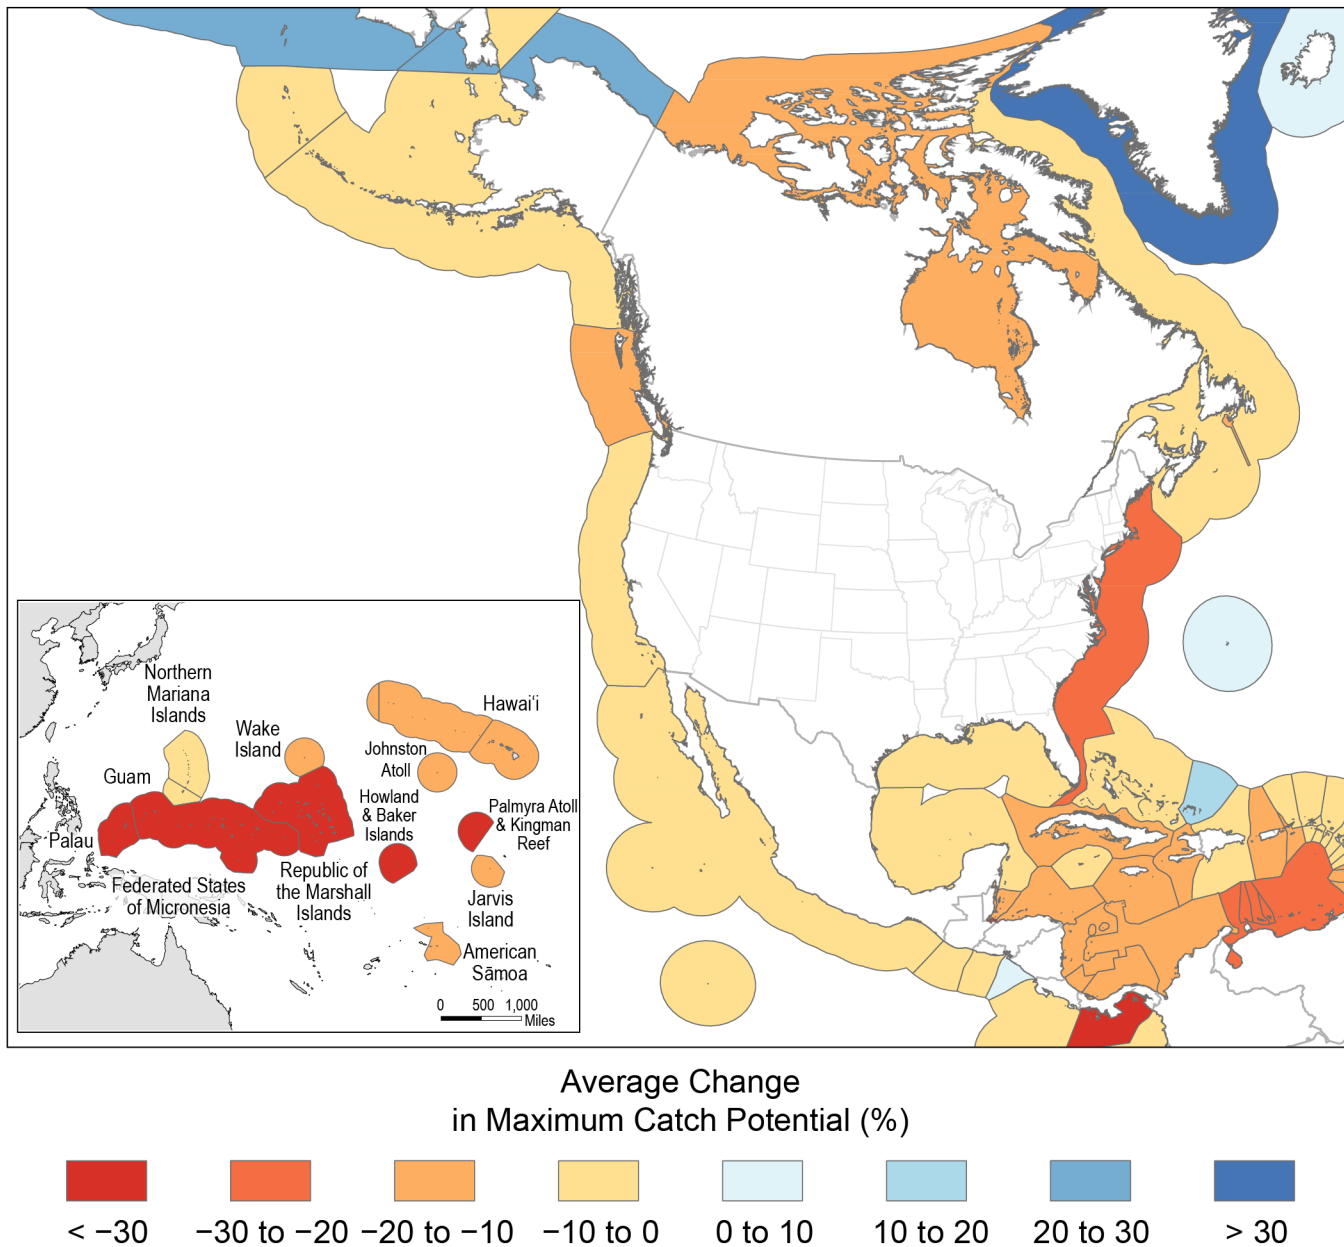 Northern
Mariana
Islands
Hawaiʻi
Wake
Island
Johnston
Atoll
Guam
Howland
& Baker
Islands
Palmyra Atoll
& Kingman
Reef
Palau
Republic of
the Marshall
Islands
Federated States
of Micronesia
Jarvis
Island
American
Sāmoa
0 500 1,000
Miles
Average Change
in Maximum Catch Potential (%)
< −30 −30 to −20 −20 to −10 −10 to 0 0 to 10 10 to 20 20 to 30 > 30